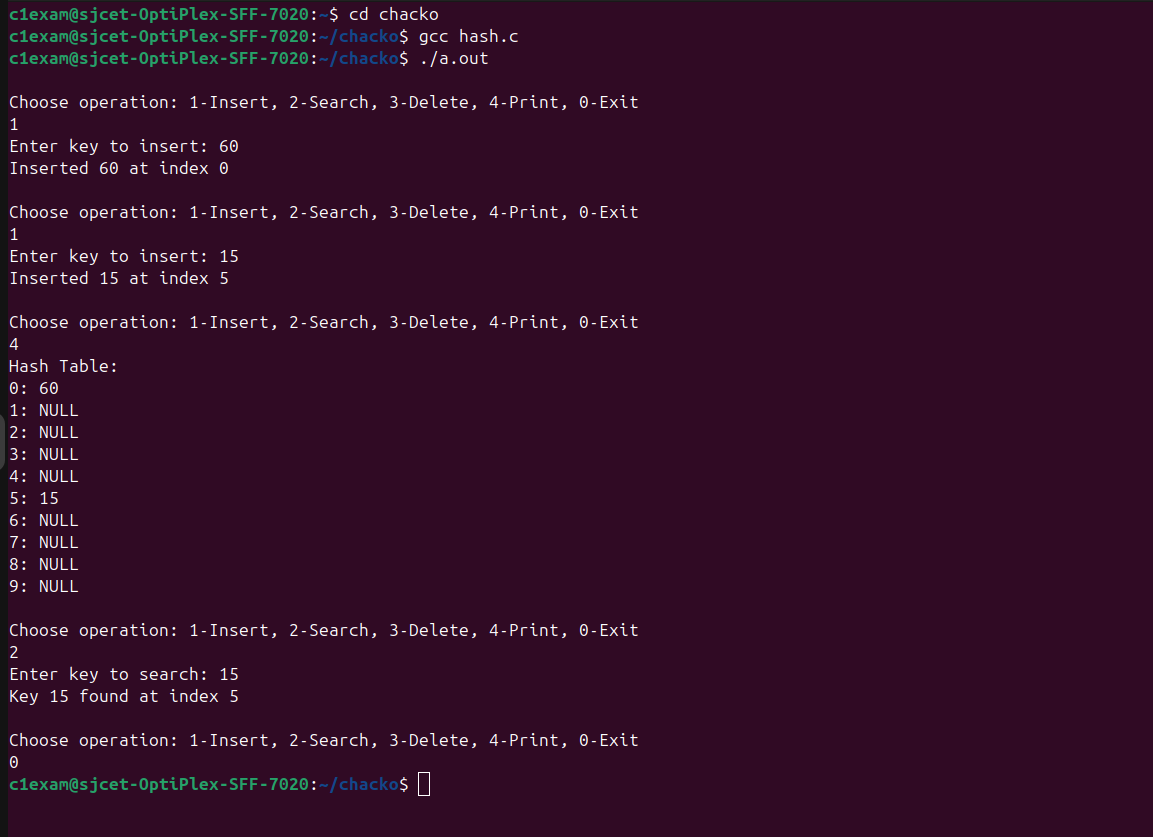 c1exam@sjcet-OptiPlex-SFF-7020:~$ cd chacko
c1exam@sjcet-OptiPlex-SFF-7020:~/chacko$ gcc hash.c
c1exam@sjcet-OptiPlex-SFF-7020:~/chacko$ ./a.out
Choose operation: 1-Insert, 2-Search, 3-Delete, 4-Print, 0-Exit
1
Enter key to insert: 60
Inserted 60 at index 0
Choose operation: 1-Insert, 2-Search, 3-Delete, 4-Print, 0-Exit
1
Enter key to insert: 15
Inserted 15 at index 5
Choose operation: 1-Insert, 2-Search, 3-Delete, 4-Print, 0-Exit
4
Hash Table:
0: 60
1: NULL
2: NULL
3: NULL
4: NULL
5: 15
6: NULL
7: NULL
8: NULL
9: NULL
Choose operation: 1-Insert, 2-Search, 3-Delete, 4-Print, 0-Exit
2
Enter key to search: 15
Key 15 found at index 5
Choose operation: 1-Insert, 2-Search, 3-Delete, 4-Print, 0-Exit
0
c1exam@sjcet-OptiPlex-SFF-7020:~/chacko$